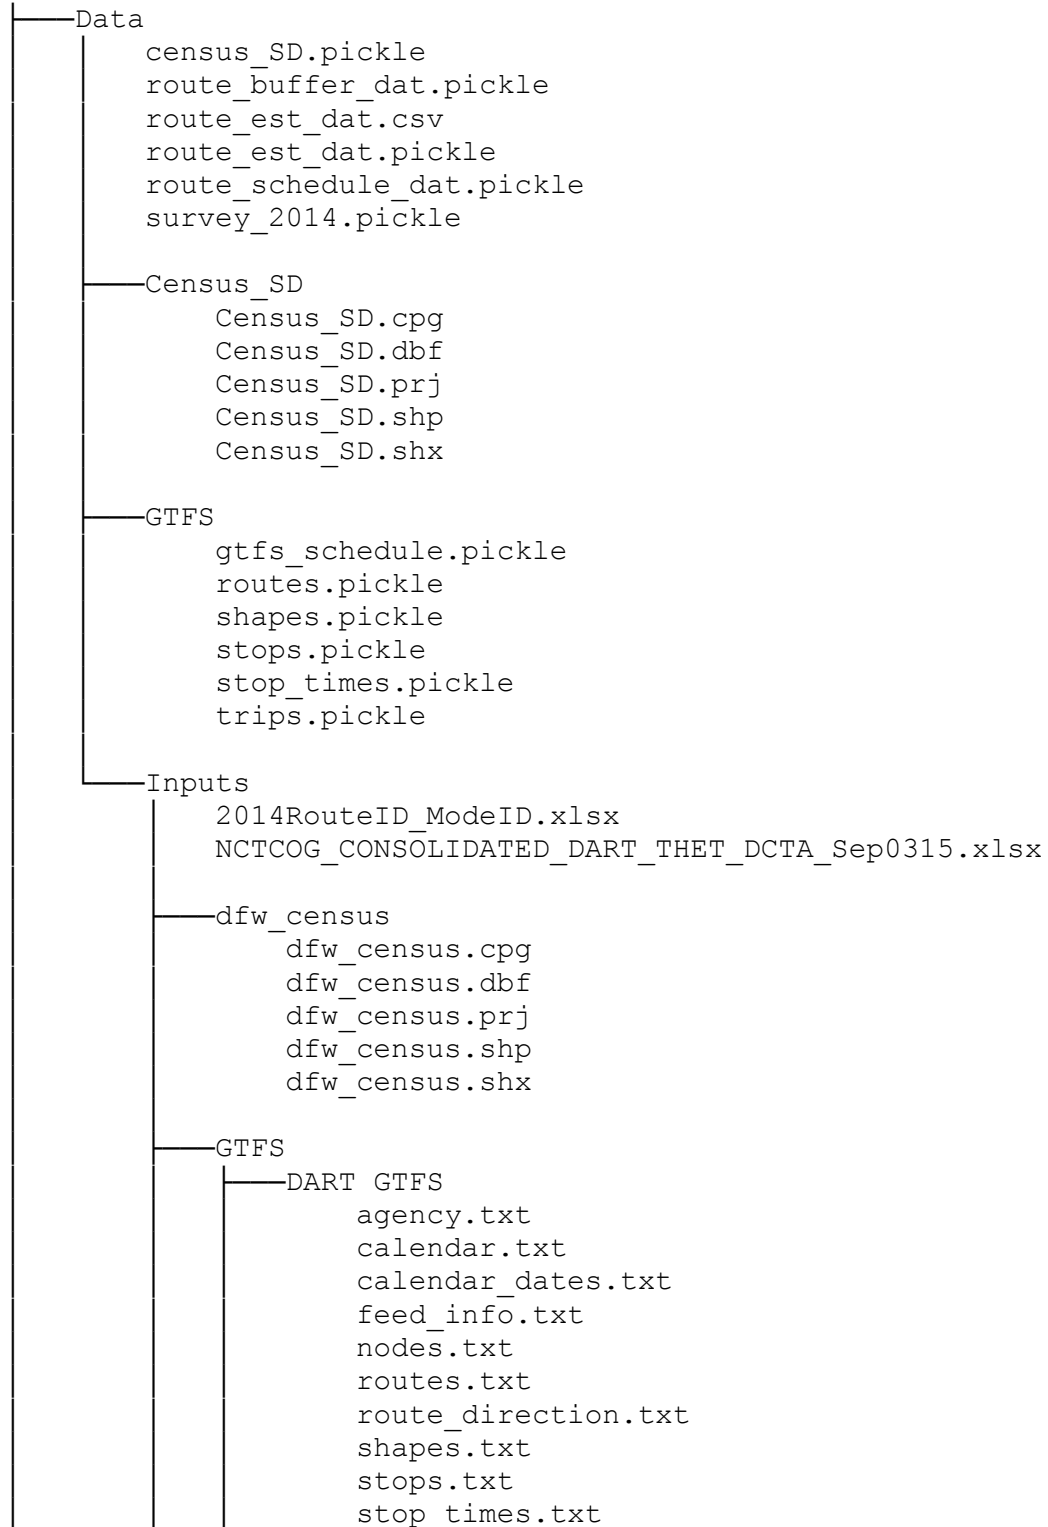 Data
census_SD.pickle
route_buffer_dat.pickle
route_est_dat.csv
route_est_dat.pickle
route_schedule_dat.pickle
survey_2014.pickle
Census_SD
Census_SD.cpg
Census_SD.dbf
Census_SD.prj
Census_SD.shp
Census_SD.shx
GTFS
gtfs_schedule.pickle
routes.pickle
shapes.pickle
stops.pickle
stop_times.pickle
trips.pickle
Inputs
2014RouteID_ModeID.xlsx
NCTCOG_CONSOLIDATED_DART_THET_DCTA_Sep0315.xlsx
dfw_census
dfw_census.cpg
dfw_census.dbf
dfw_census.prj
dfw_census.shp
dfw_census.shx
GTFS
DART GTFS
agency.txt
calendar.txt
calendar_dates.txt
feed_info.txt
nodes.txt
routes.txt
route_direction.txt
shapes.txt
stops.txt
stop_times.txt